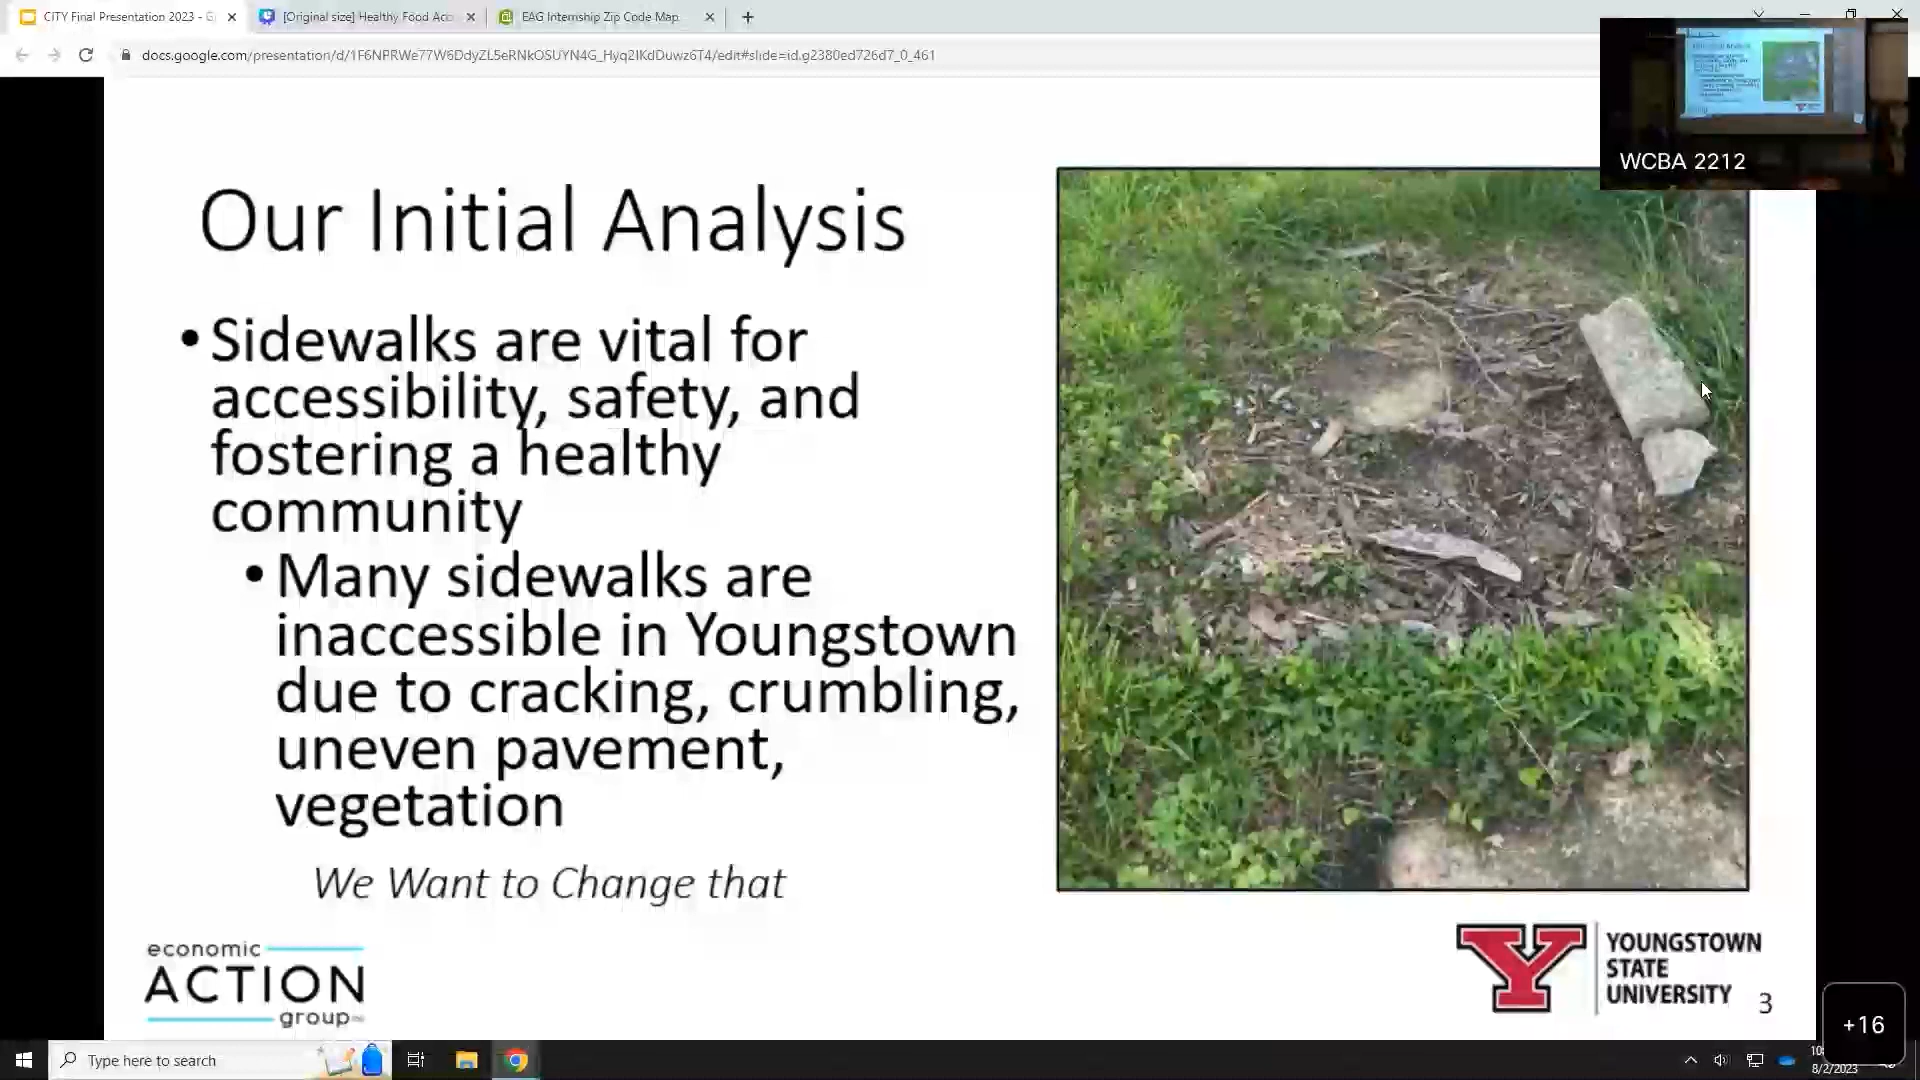 CITY Final Presentation 2023 - G
[Original size] Healthy Food Acc
EAG Internship Zip Code Map
docs.google.com/presentation/d/1F6NPRWe77W6DdyZL5eRNkOSUYN4G_Hyq2IKdDuwz6T4/edit#slide=id.g2380ed726d7_0_461
WCBA 2212
Our Initial Analysis
• Sidewalks are vital for
accessibility, safety, and
fostering a healthy
community
• Many sidewalks are
inaccessible in Youngstown
due to cracking, crumbling,
uneven pavement,
vegetation
We Want to Change that
economic
ACTION
group
YOUNGSTOWN
STATE
UNIVERSITY
3
+16
Type here to search
8/2/2023